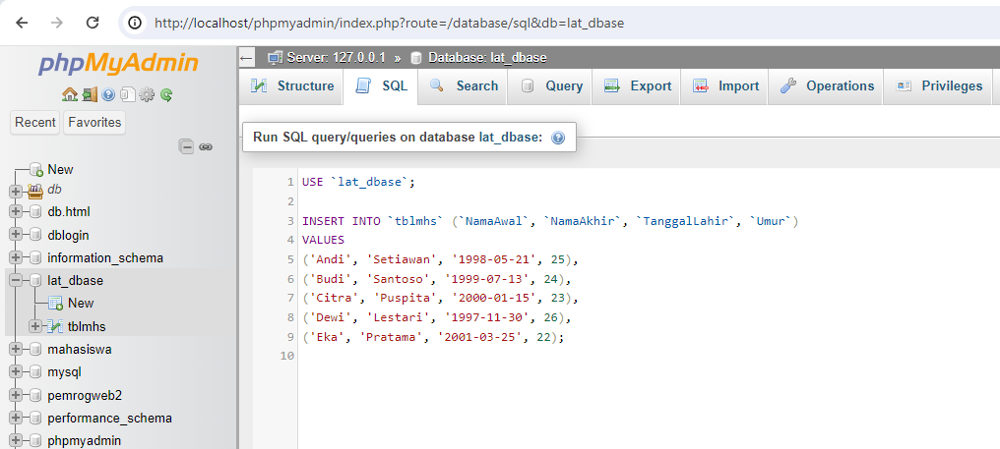 http://localhost/phpmyadmin/index.php?route=/database/sql&db=lat_dbase
phpMyAdmin
Recent Favorites
New
db
db.html
dblogin
information_schema
lat_dbase
New
tblmhs
mahasiswa
mysql
pemrogweb2
performance_schema
phpmyadmin
Server: 127.0.0.1 » Database: lat_dbase
Structure SQL Search Query Export Import Operations Privileges
Run SQL query/queries on database lat_dbase:
1 USE `lat_dbase`;
2
3 INSERT INTO `tblmhs` (`NamaAwal`, `NamaAkhir`, `TanggalLahir`, `Umur`)
4 VALUES
5 ('Andi', 'Setiawan', '1998-05-21', 25),
6 ('Budi', 'Santoso', '1999-07-13', 24),
7 ('Citra', 'Puspita', '2000-01-15', 23),
8 ('Dewi', 'Lestari', '1997-11-30', 26),
9 ('Eka', 'Pratama', '2001-03-25', 22);
10